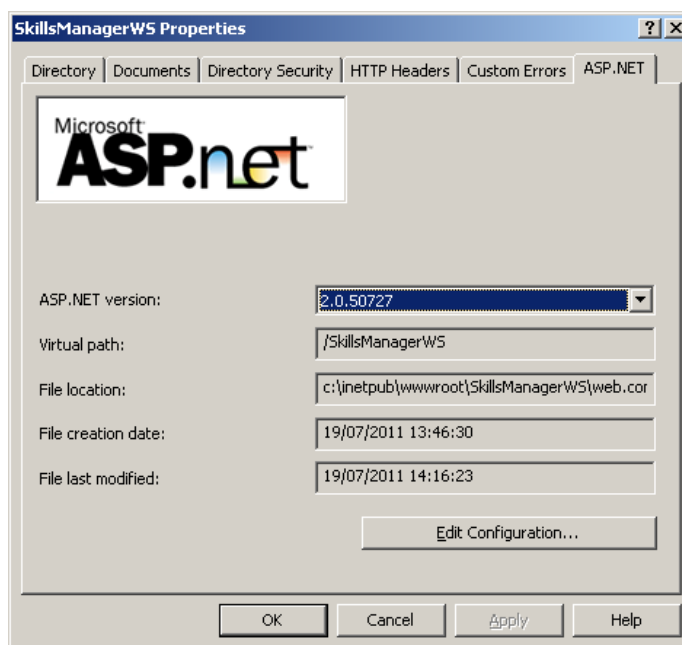 SkillsManagerWS Properties
Directory Documents Directory Security HTTP Headers Custom Errors ASP.NET
Microsoft
ASP.net
ASP.NET version: 2.0.50727
Virtual path: /SkillsManagerWS
File location: c:\inetpub\wwwroot\SkillsManagerWS\web.cor
File creation date: 19/07/2011 13:46:30
File last modified: 19/07/2011 14:16:23
Edit Configuration...
OK Cancel Apply Help